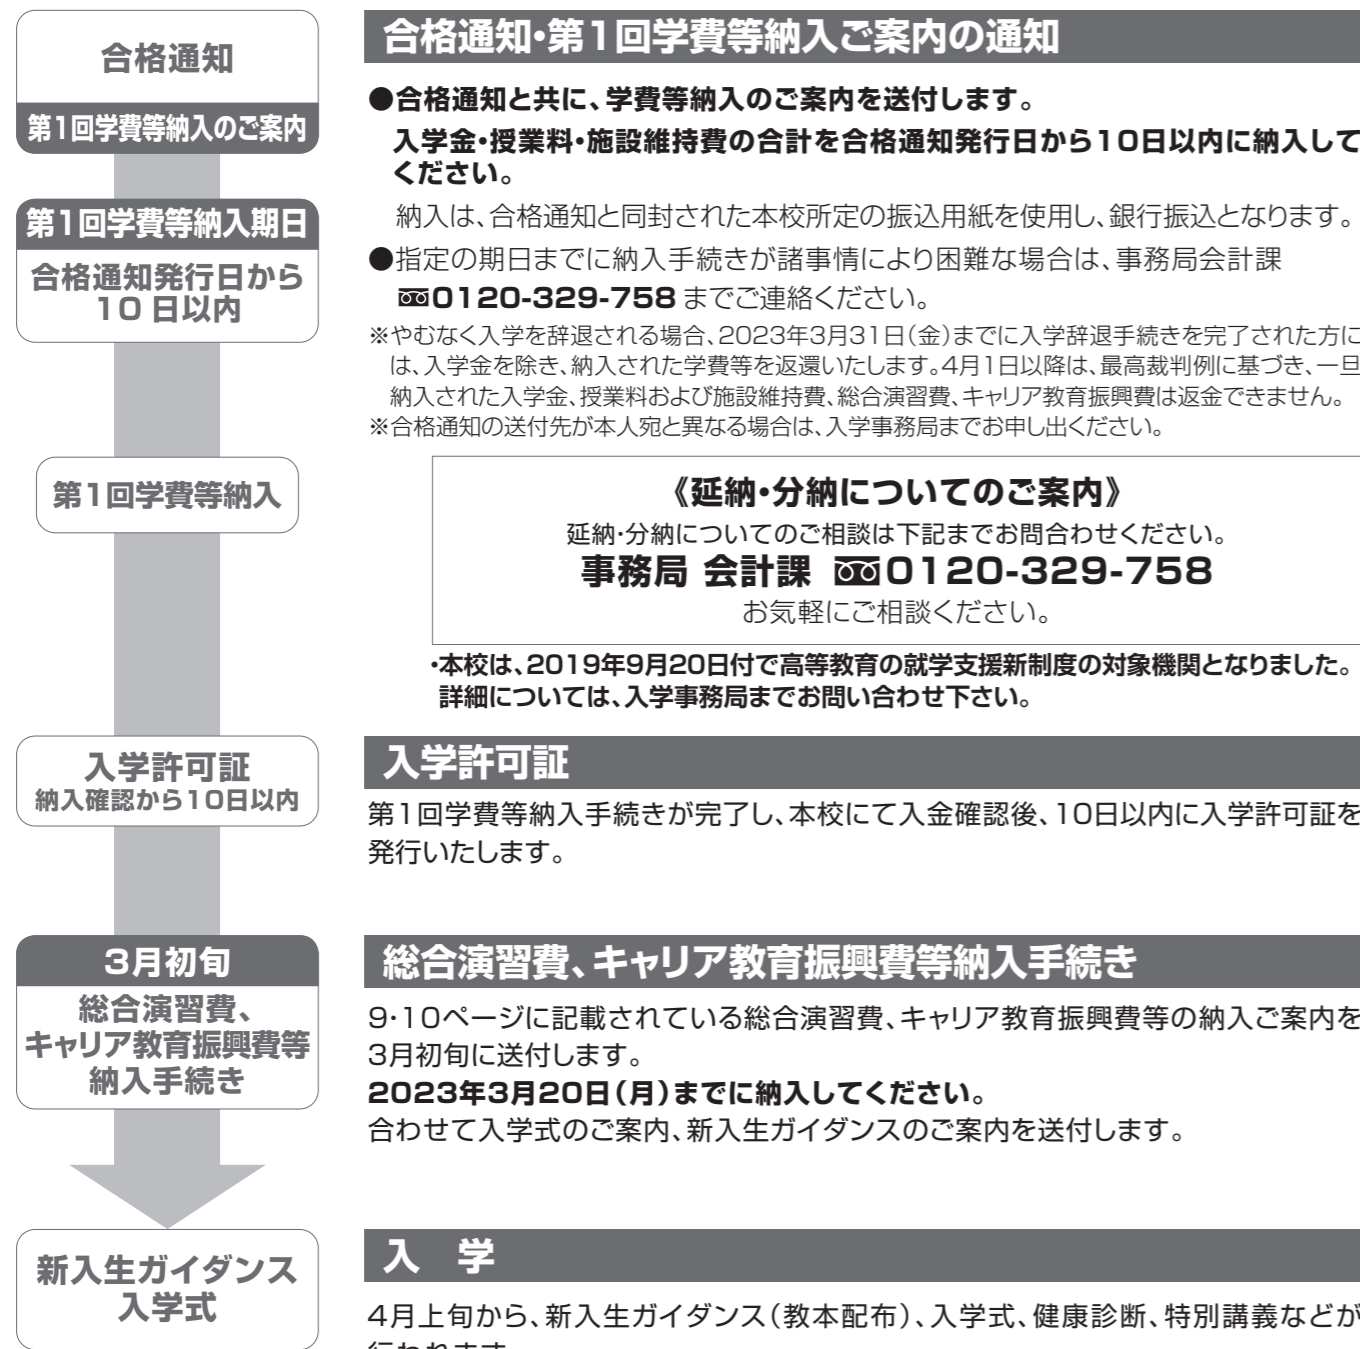 合格通知
第1回学費等納入のご案内
第1回学費等納入期日
合格通知発行日から
10日以内
第1回学費等納入
入学許可証
納入確認から10日以内
3月初旬
総合演習費、
キャリア教育振興費等
納入手続き
新入生ガイダンス
入学式
合格通知・第1回学費等納入ご案内の通知
●合格通知と共に、学費等納入のご案内を送付します。
入学金・授業料・施設維持費の合計を合格通知発行日から10日以内に納入して
ください。
納入は、合格通知と同封された本校所定の振込用紙を使用し、銀行振込となります。
●指定の期日までに納入手続きが諸事情により困難な場合は、事務局会計課
0120-329-758 までご連絡ください。
※やむなく入学を辞退される場合、2023年3月31日(金)までに入学辞退手続きを完了された方に
は、入学金を除き、納入された学費等を返還いたします。4月1日以降は、最高裁判例に基づき、一旦
納入された入学金、授業料および施設維持費、総合演習費、キャリア教育振興費は返金できません。
※合格通知の送付先が本人宛と異なる場合は、入学事務局までお申し出ください。
《延納・分納についてのご案内》
延納・分納についてのご相談は下記までお問合わせください。
事務局 会計課 0120-329-758
お気軽にご相談ください。
・本校は、2019年9月20日付で高等教育の就学支援新制度の対象機関となりました。
詳細については、入学事務局までお問い合わせ下さい。
入学許可証
第1回学費等納入手続きが完了し、本校にて入金確認後、10日以内に入学許可証を
発行いたします。
総合演習費、キャリア教育振興費等納入手続き
9・10ページに記載されている総合演習費、キャリア教育振興費等の納入ご案内を
3月初旬に送付します。
2023年3月20日(月)までに納入してください。
合わせて入学式のご案内、新入生ガイダンスのご案内を送付します。
入 学
4月上旬から、新入生ガイダンス(教本配布)、入学式、健康診断、特別講義などが